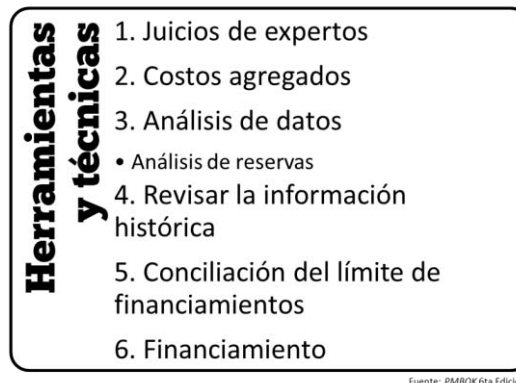 Herramientas
y técnicas
1. Juicios de expertos
2. Costos agregados
3. Análisis de datos
• Análisis de reservas
4. Revisar la información
histórica
5. Conciliación del límite de
financiamientos
6. Financiamiento
Fuente: PMBOK 6ta Edició